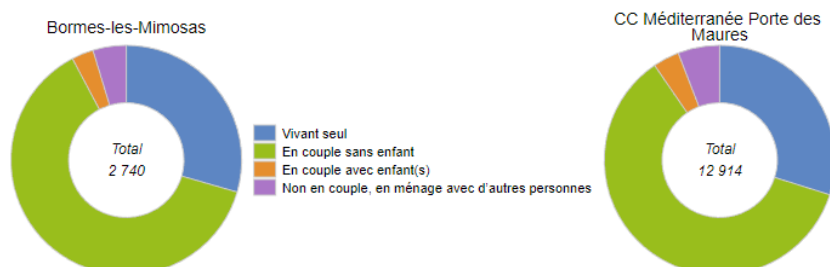 Bormes-les-Mimosas
CC Méditerranée Porte des
Maures
Total
2 740
Vivant seul
En couple sans enfant
En couple avec enfant(s)
Non en couple, en ménage avec d'autres personnes
Total
12 914